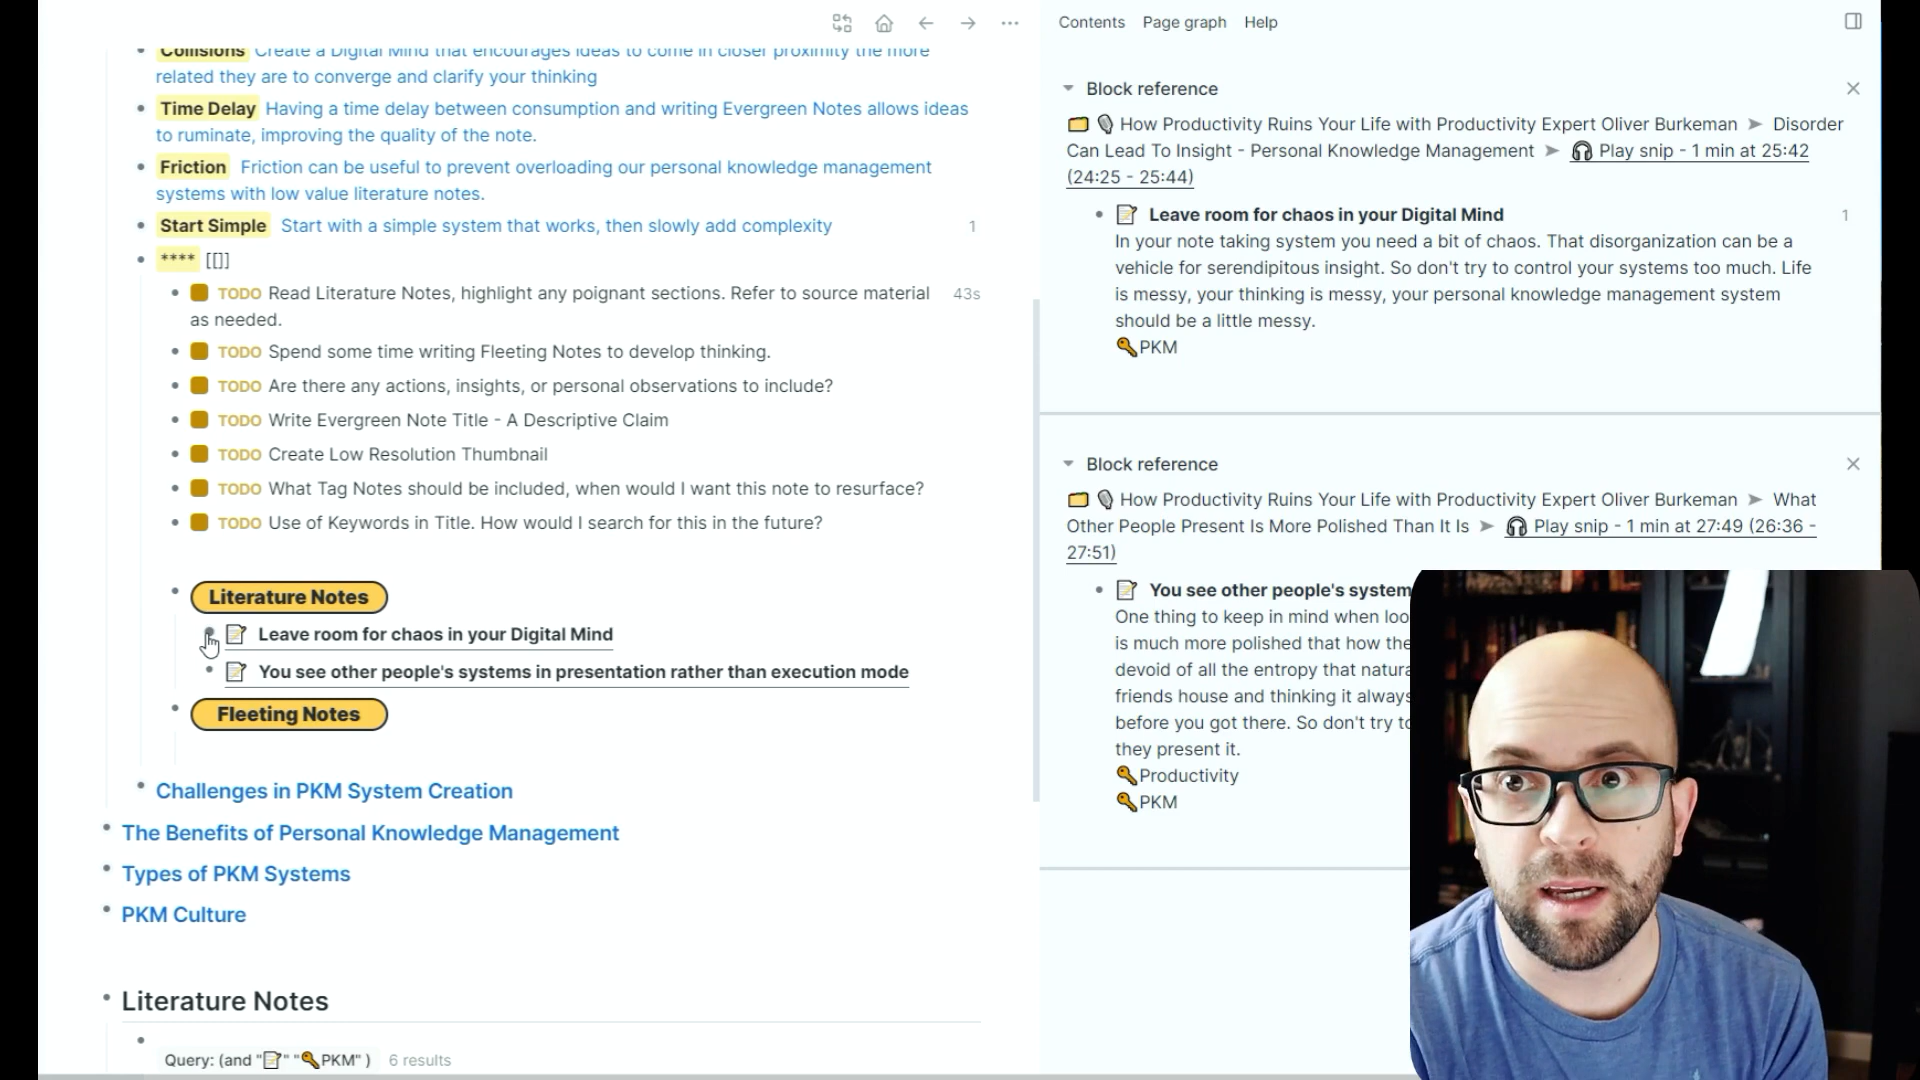 Collisions Create a Digital Mind that encourages ideas to come in closer proximity the more
related they are to converge and clarify your thinking
Time Delay Having a time delay between consumption and writing Evergreen Notes allows ideas
to ruminate, improving the quality of the note.
Friction Friction can be useful to prevent overloading our personal knowledge management
systems with low value literature notes.
Start Simple Start with a simple system that works, then slowly add complexity 1
**** [[]]
TODO Read Literature Notes, highlight any poignant sections. Refer to source material 43s
as needed.
TODO Spend some time writing Fleeting Notes to develop thinking.
TODO Are there any actions, insights, or personal observations to include?
TODO Write Evergreen Note Title - A Descriptive Claim
TODO Create Low Resolution Thumbnail
TODO What Tag Notes should be included, when would I want this note to resurface?
TODO Use of Keywords in Title. How would I search for this in the future?
Literature Notes
Leave room for chaos in your Digital Mind
You see other people's systems in presentation rather than execution mode
Fleeting Notes
Challenges in PKM System Creation
The Benefits of Personal Knowledge Management
Types of PKM Systems
PKM Culture
Literature Notes
Query: (and "📝" "🔑PKM" ) 6 results
Contents Page graph Help
Block reference
How Productivity Ruins Your Life with Productivity Expert Oliver Burkeman ➤ Disorder
Can Lead To Insight - Personal Knowledge Management ➤ 🎧 Play snip - 1 min at 25:42
(24:25 - 25:44)
Leave room for chaos in your Digital Mind 1
In your note taking system you need a bit of chaos. That disorganization can be a
vehicle for serendipitous insight. So don't try to control your systems too much. Life
is messy, your thinking is messy, your personal knowledge management system
should be a little messy.
🔑PKM
Block reference
How Productivity Ruins Your Life with Productivity Expert Oliver Burkeman ➤ What
Other People Present Is More Polished Than It Is ➤ 🎧 Play snip - 1 min at 27:49 (26:36 -
27:51)
You see other people's system
One thing to keep in mind when loo
is much more polished that how the
devoid of all the entropy that natura
friends house and thinking it always
before you got there. So don't try to
they present it.
🔑Productivity
🔑PKM